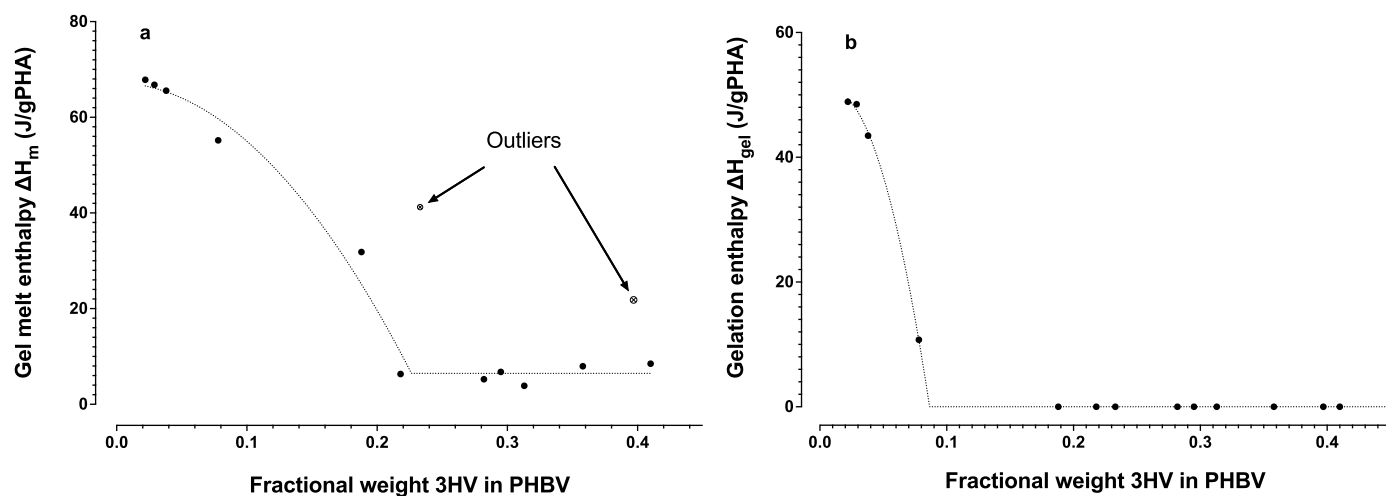 a
Gel melt enthalpy ΔHm (J/gPHA)
80
60
40
20
0
Outliers
0.0 0.1 0.2 0.3 0.4
Fractional weight 3HV in PHBV
b
Gelation enthalpy ΔHgel (J/gPHA)
60
40
20
0
0.0 0.1 0.2 0.3 0.4
Fractional weight 3HV in PHBV